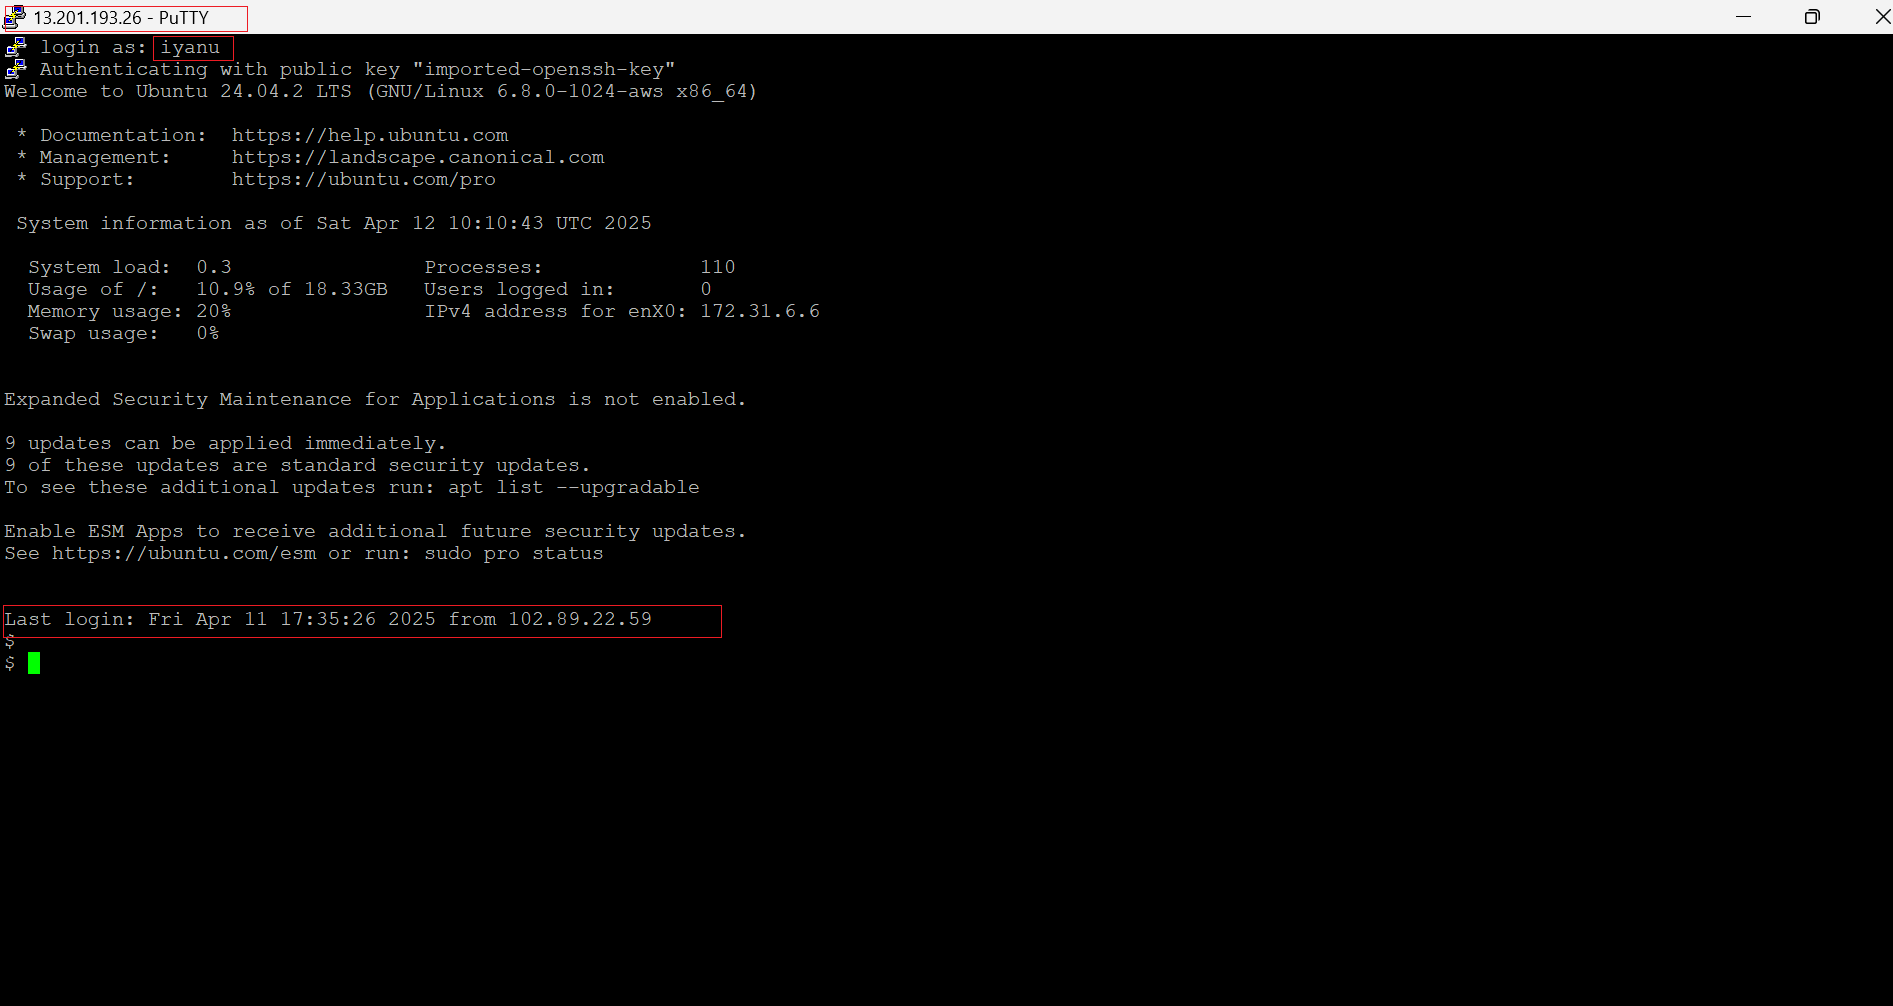 13.201.193.26 - PuTTY
login as: iyanu
Authenticating with public key "imported-openssh-key"
Welcome to Ubuntu 24.04.2 LTS (GNU/Linux 6.8.0-1024-aws x86_64)
* Documentation:  https://help.ubuntu.com
* Management:     https://landscape.canonical.com
* Support:        https://ubuntu.com/pro
System information as of Sat Apr 12 10:10:43 UTC 2025
System load:  0.3                Processes:             110
Usage of /:   10.9% of 18.33GB   Users logged in:       0
Memory usage: 20%                IPv4 address for enX0: 172.31.6.6
Swap usage:   0%
Expanded Security Maintenance for Applications is not enabled.
9 updates can be applied immediately.
9 of these updates are standard security updates.
To see these additional updates run: apt list --upgradable
Enable ESM Apps to receive additional future security updates.
See https://ubuntu.com/esm or run: sudo pro status
Last login: Fri Apr 11 17:35:26 2025 from 102.89.22.59
$
$